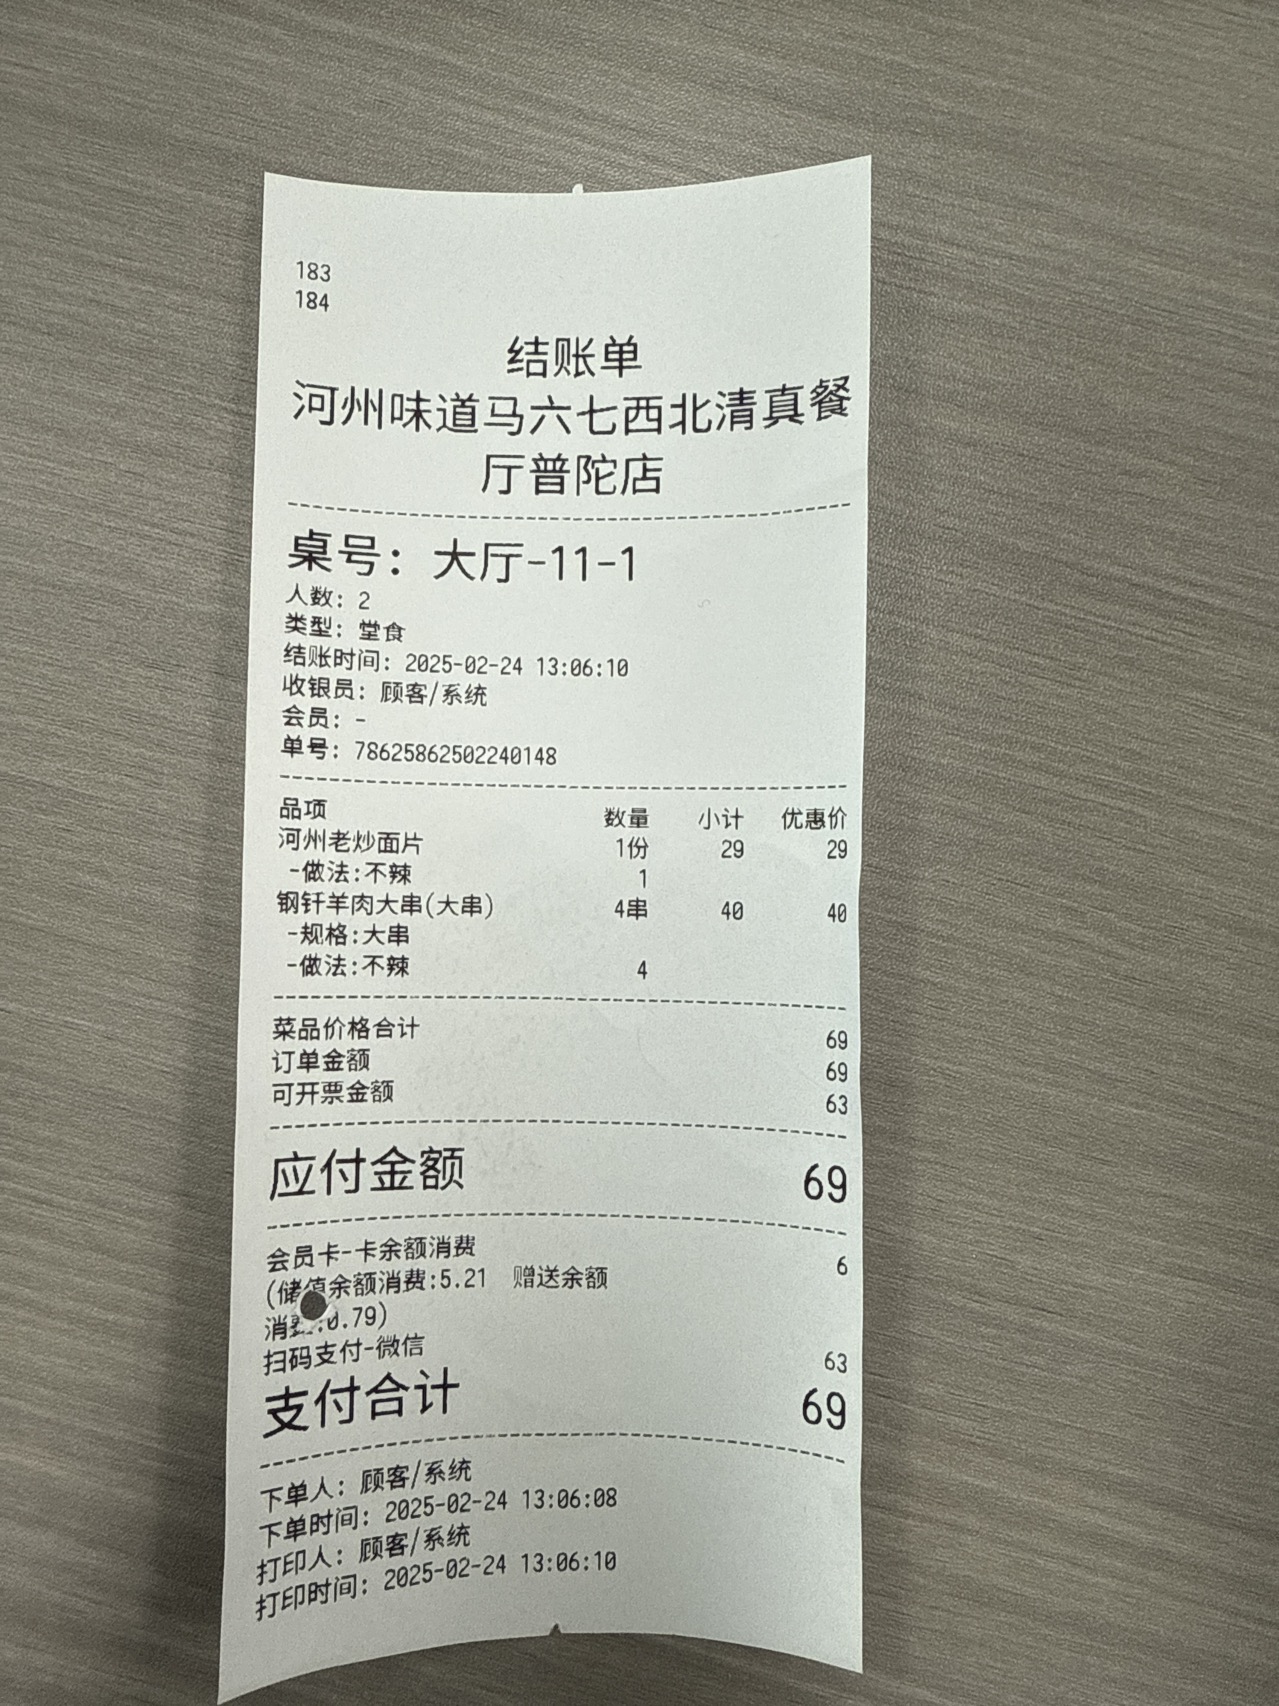 183
184
结账单
河州味道马六七西北清真餐
厅普陀店
桌号：大厅-11-1
人数：2
类型：堂食
结账时间：2025-02-24 13:06:10
收银员：顾客/系统
会员：-
单号：78625862502240148
品项 数量 小计 优惠价
河州老炒面片 1份 29 29
-做法:不辣 1
钢钎羊肉大串(大串) 4串 40 40
-规格:大串
-做法:不辣 4
菜品价格合计 69
订单金额 69
可开票金额 63
应付金额 69
会员卡-卡余额消费 6
(储值余额消费:5.21 赠送余额
消费:0.79)
扫码支付-微信 63
支付合计 69
下单人：顾客/系统
下单时间：2025-02-24 13:06:08
打印人：顾客/系统
打印时间：2025-02-24 13:06:10